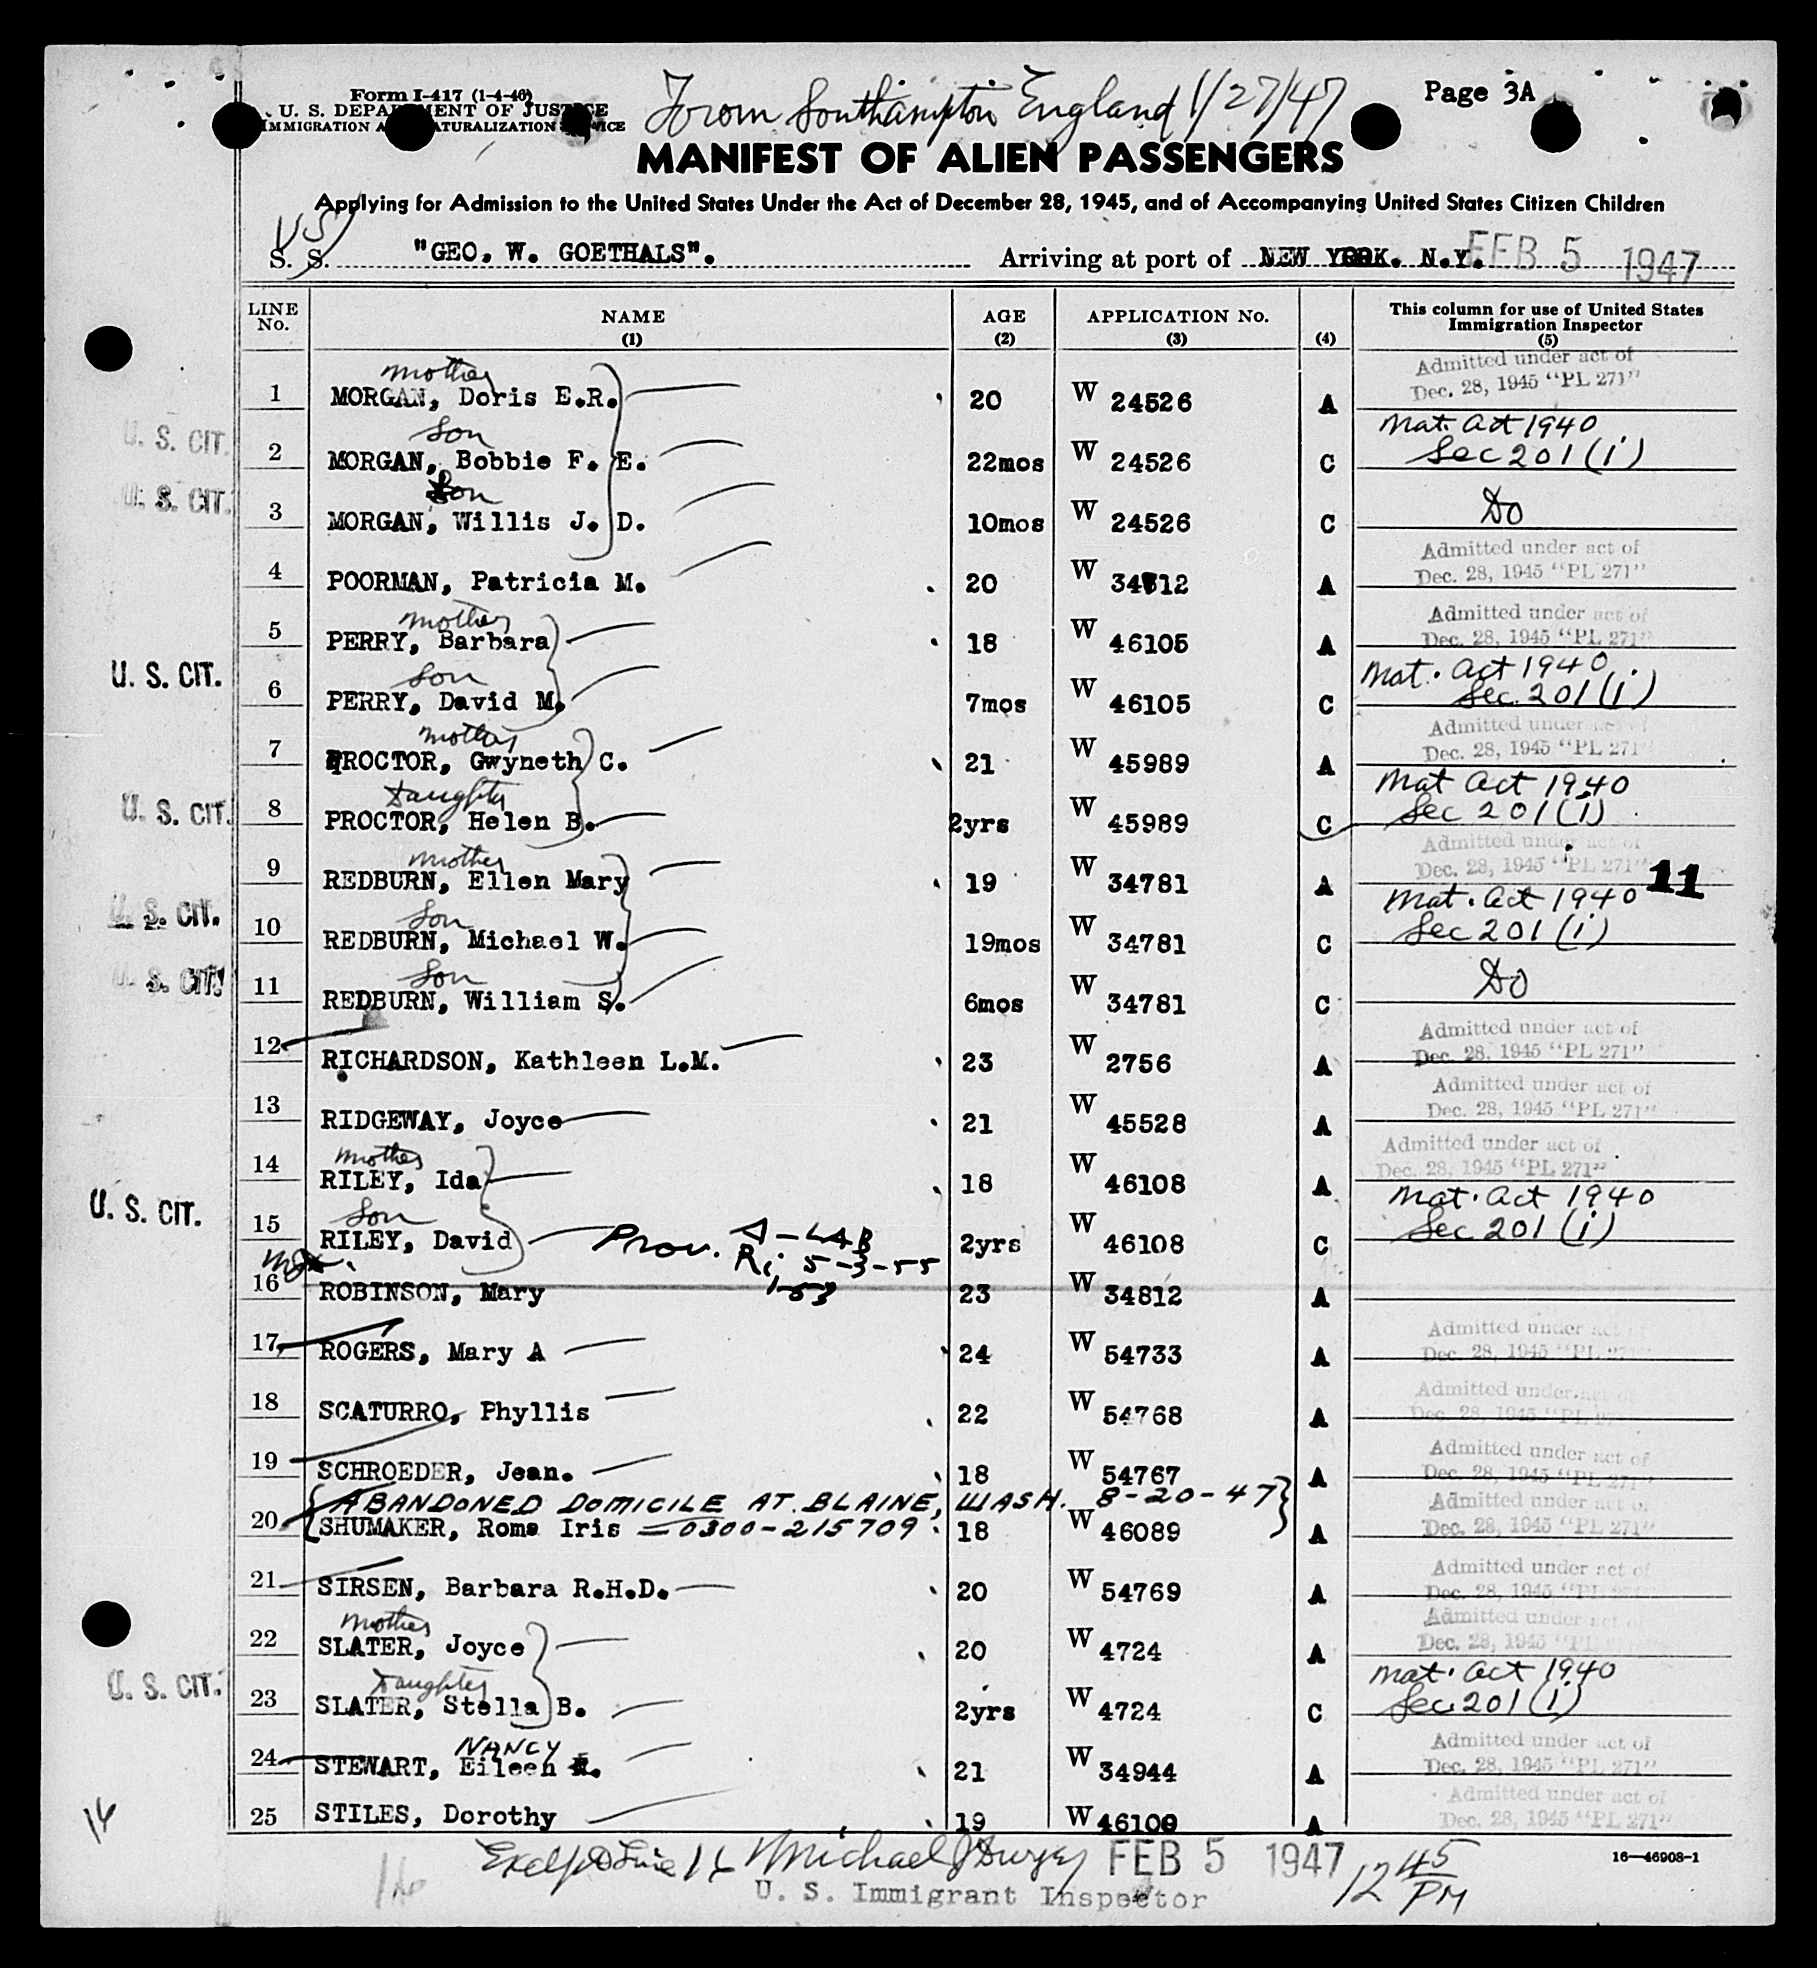 Form I-417 (1-4-46)
U. S. DEPARTMENT OF JUSTICE
IMMIGRATION AND NATURALIZATION SERVICE
From Southampton England 1/27/47
Page 3A
MANIFEST OF ALIEN PASSENGERS
Applying for Admission to the United States Under the Act of December 28, 1945, and of Accompanying United States Citizen Children
S. S. "GEO. W. GOETHALS". Arriving at port of NEW YORK. N.Y. FEB 5 1947
LINE No. NAME (1) AGE (2) APPLICATION No. (3) (4) This column for use of United States Immigration Inspector (5)
mother Admitted under act of
1 MORGAN, Doris E.R. 20 W 24526 A Dec. 28, 1945 "PL 271"
U. S. CIT. son Nat. Act 1940
2 MORGAN, Bobbie F. E. 22mos W 24526 C Sec 201 (i)
U. S. CIT. son
3 MORGAN, Willis J. D. 10mos W 24526 C Do
Admitted under act of
4 POORMAN, Patricia M. 20 W A Dec. 28, 1945 "PL 271"
mother Admitted under act of
5 PERRY, Barbara 18 W 46105 A Dec. 28, 1945 "PL 271"
U. S. CIT. son Nat. Act 1940
6 PERRY, David M. 7mos W 46105 C Sec. 201 (i)
mother Admitted under act of
7 PROCTOR, Gwyneth C. 21 W 45989 A Dec. 28, 1945 "PL 271"
Daughter Nat Act 1940
U. S. CIT. 8 PROCTOR, Helen B. 2yrs W 45989 C Sec 201 (i)
mother Admitted under act of
9 REDBURN, Ellen Mary 19 W 34781 A Dec. 28, 1945 "PL 271" 11
U. S. CIT. son Nat. Act 1940
10 REDBURN, Michael W. 19mos W 34781 C Sec 201 (i)
U. S. CIT. son
11 REDBURN, William S. 6mos W 34781 C Do
Admitted under act of
12 RICHARDSON, Kathleen L.M. 23 W 2756 A Dec. 28, 1945 "PL 271"
Admitted under act of
13 RIDGEWAY, Joyce 21 W 45528 A Dec. 28, 1945 "PL 271"
mother Admitted under act of
14 RILEY, Ida 18 W 46108 A Dec. 28, 1945 "PL 271"
U. S. CIT. son Nat. Act 1940
15 RILEY, David Prov. 2yrs W 46108 C Sec 201 (i)
16 ROBINSON, Mary 23 W 34812 A
Admitted under act
17 ROGERS, Mary A 24 W 54733 A Dec. 28, 1945 "PL
Admitted under act
18 SCATURRO, Phyllis 22 W 54768 A Dec. 28, 1945 "PL
Admitted under act of
19 SCHROEDER, Jean. 18 W 54767 A Dec. 28, 1945 "PL 271"
ABANDONED DOMICILE AT BLAINE, WASH. 8-20-47 Admitted under act of
20 SHUMAKER, Roma Iris = 0300-215709 18 W 46089 A Dec. 28, 1945 "PL 271"
Admitted under act of
21 SIRSEN, Barbara R.H.D. 20 W 54769 A Dec. 28, 1945 "PL
mother Admitted under act of
22 SLATER, Joyce 20 W 4724 A Dec. 28, 1945 "PL
Daughter Nat. Act 1940
U. S. CIT. 23 SLATER, Stella B. 2yrs W 4724 C Sec 201 (i)
NANCY Admitted under act of
24 STEWART, Eileen 21 W 34944 A Dec. 28, 1945 "PL 271"
Admitted under act of
25 STILES, Dorothy 19 W 46109 A Dec. 28, 1945 "PL 271"
16
Except Line 16 Michael J FEB 5 1947 12 45 PM
16
U. S. Immigrant Inspector
16—46908-1